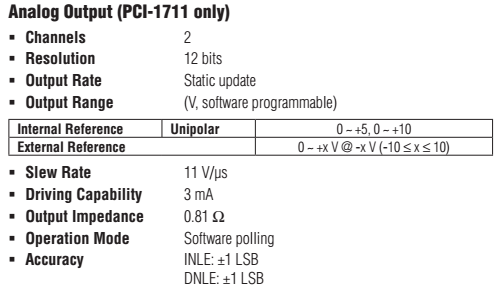 Analog Output (PCI-1711 only)
▪ Channels 2
▪ Resolution 12 bits
▪ Output Rate Static update
▪ Output Range (V, software programmable)
Internal Reference Unipolar 0 ~ +5, 0 ~ +10
External Reference 0 ~ +x V @ -x V (-10 ≤ x ≤ 10)
▪ Slew Rate 11 V/µs
▪ Driving Capability 3 mA
▪ Output Impedance 0.81 Ω
▪ Operation Mode Software polling
▪ Accuracy INLE: ±1 LSB
DNLE: ±1 LSB